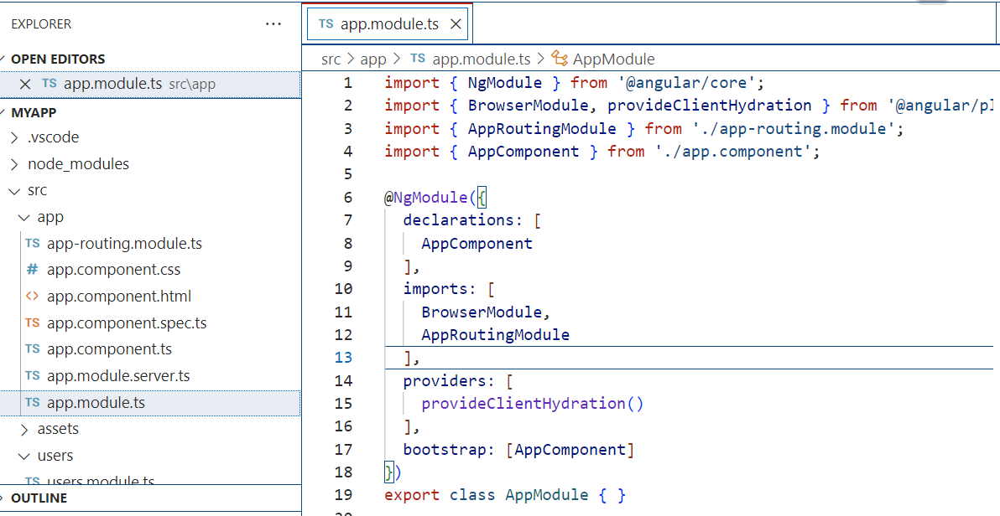 EXPLORER ...
OPEN EDITORS
TS app.module.ts src\app
MYAPP
.vscode
node_modules
src
app
TS app-routing.module.ts
# app.component.css
<> app.component.html
TS app.component.spec.ts
TS app.component.ts
TS app.module.server.ts
TS app.module.ts
assets
users
TS users.module.ts
OUTLINE
TS app.module.ts
src > app > TS app.module.ts > AppModule
1 import { NgModule } from '@angular/core';
2 import { BrowserModule, provideClientHydration } from '@angular/pl
3 import { AppRoutingModule } from './app-routing.module';
4 import { AppComponent } from './app.component';
5
6 @NgModule({
7   declarations: [
8     AppComponent
9   ],
10   imports: [
11     BrowserModule,
12     AppRoutingModule
13   ],
14   providers: [
15     provideClientHydration()
16   ],
17   bootstrap: [AppComponent]
18 })
19 export class AppModule { }